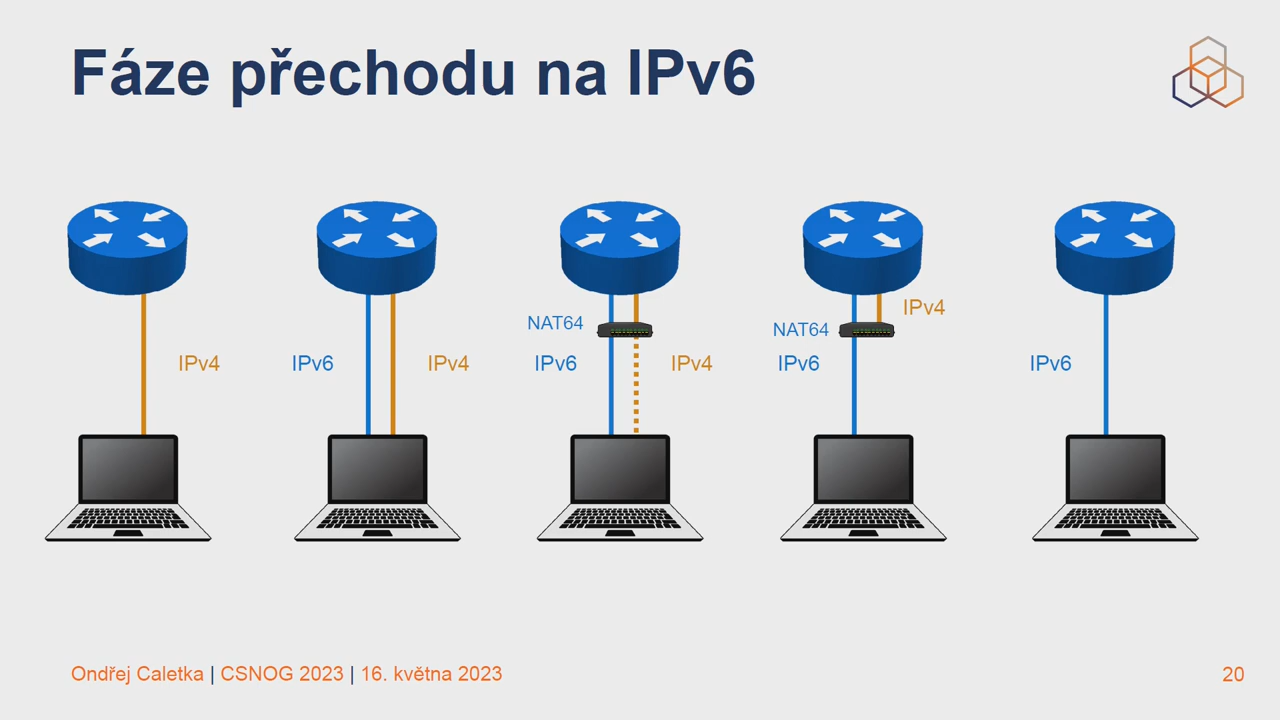 Fáze přechodu na IPv6
IPv4
IPv6
IPv4
NAT64
IPv6
IPv4
NAT64
IPv4
IPv6
IPv6
Ondřej Caletka | CSNOG 2023 | 16. května 2023
20